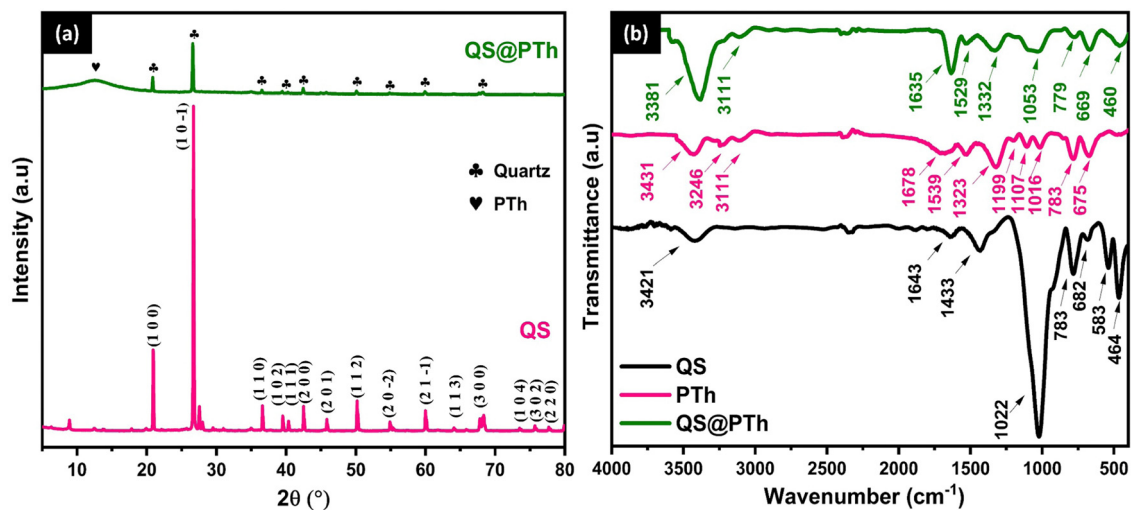 (a)
QS@PTh
♣
♥
♣
♣
♣
♣
♣
♣
♣
♣
♣
♣ Quartz
♥ PTh
QS
(1 0 0)
(1 0 -1)
(1 1 0)
(1 0 2)
(1 1 1)
(2 0 0)
(2 0 1)
(1 1 2)
(2 0 -2)
(2 1 -1)
(1 1 3)
(3 0 0)
(1 0 4)
(3 0 2)
(2 2 0)
Intensity (a.u)
10 20 30 40 50 60 70 80
2θ (°)
(b)
3381
3111
1635
1529
1332
1053
779
669
460
3431
3246
3111
1678
1539
1323
1199
1107
1016
783
675
3421
1643
1433
1022
783
682
583
464
QS
PTh
QS@PTh
Transmittance (a.u)
4000 3500 3000 2500 2000 1500 1000 500
Wavenumber (cm⁻¹)